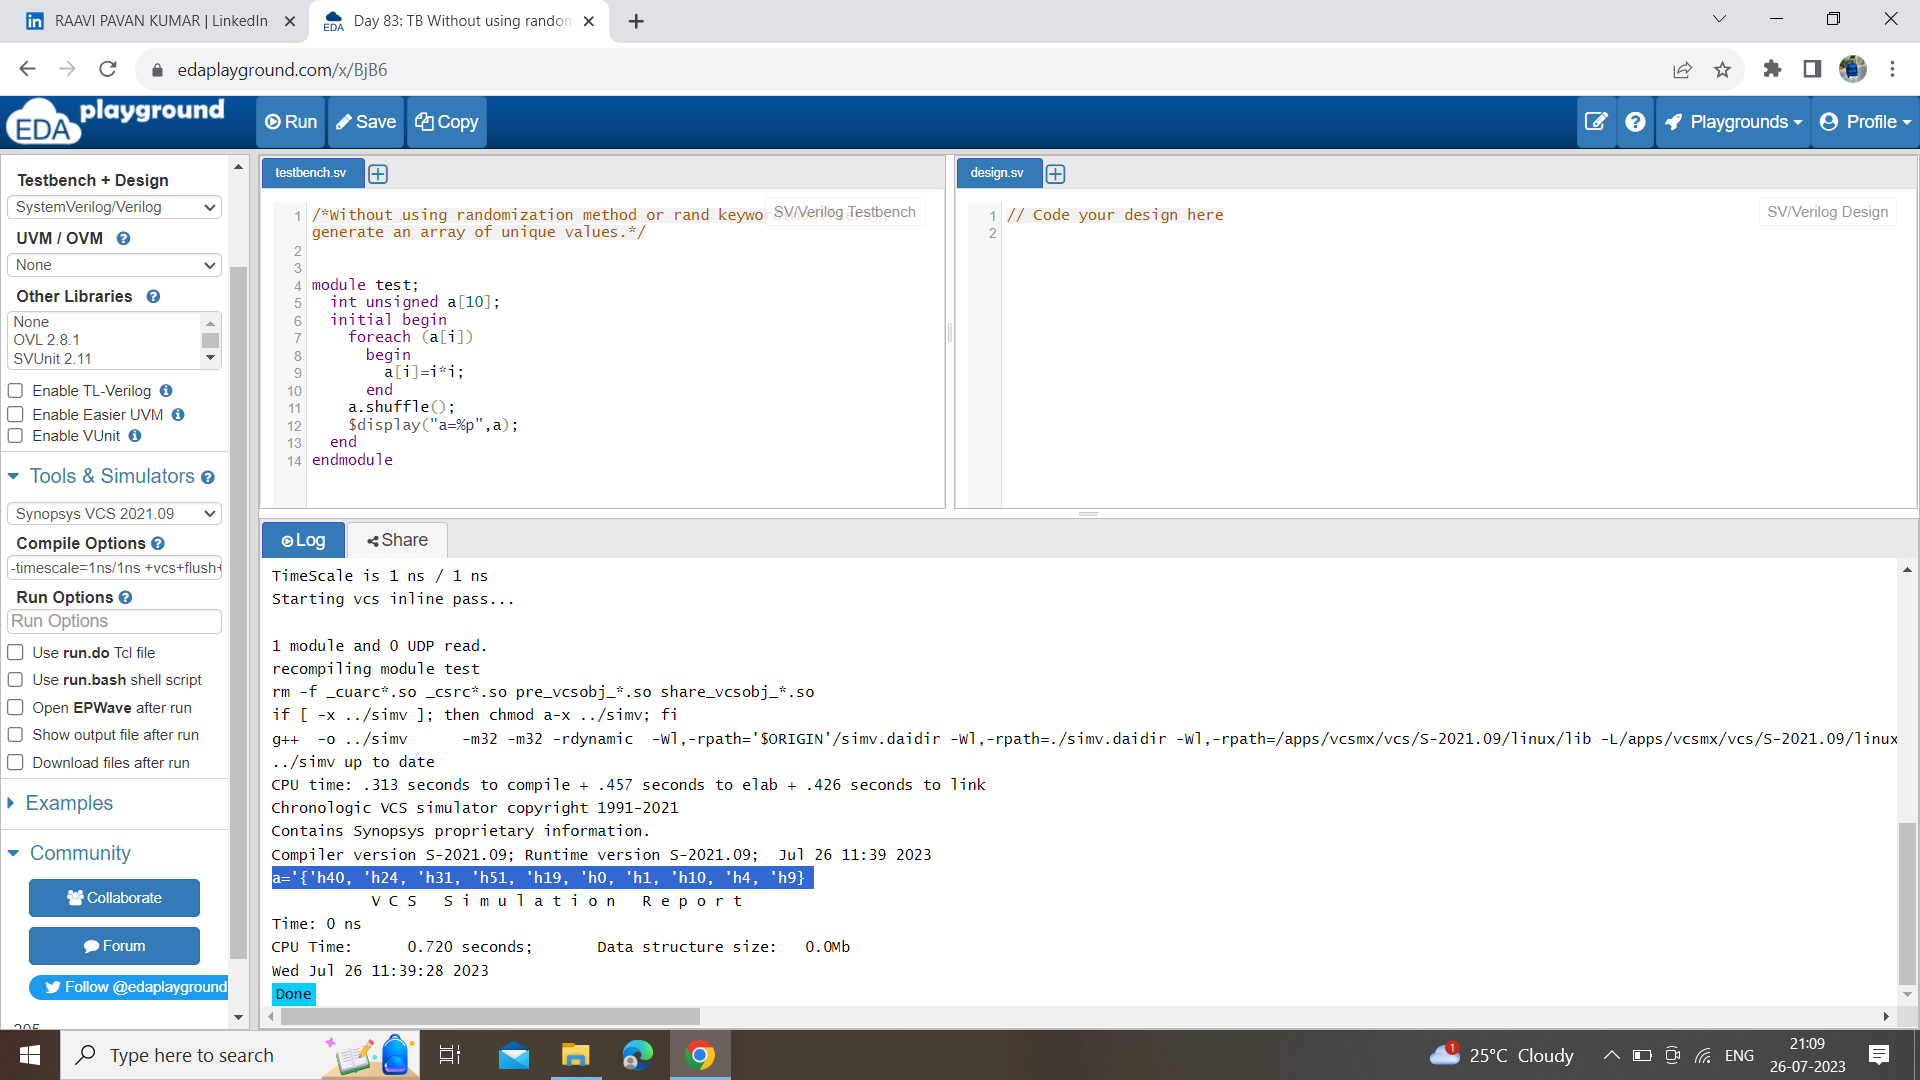 RAAVI PAVAN KUMAR | LinkedIn
Day 83: TB Without using random
edaplayground.com/x/BjB6
EDA playground
Run
Save
Copy
Playgrounds
Profile
Testbench + Design
SystemVerilog/Verilog
UVM / OVM
None
Other Libraries
None
OVL 2.8.1
SVUnit 2.11
Enable TL-Verilog
Enable Easier UVM
Enable VUnit
Tools & Simulators
Synopsys VCS 2021.09
Compile Options
-timescale=1ns/1ns +vcs+flush+
Run Options
Run Options
Use run.do Tcl file
Use run.bash shell script
Open EPWave after run
Show output file after run
Download files after run
Examples
Community
Collaborate
Forum
Follow @edaplayground
testbench.sv
SV/Verilog Testbench
1 /*Without using randomization method or rand keywo
generate an array of unique values.*/
2
3
4 module test;
5 int unsigned a[10];
6 initial begin
7 foreach (a[i])
8 begin
9 a[i]=i*i;
10 end
11 a.shuffle();
12 $display("a=%p",a);
13 end
14 endmodule
design.sv
SV/Verilog Design
1 // Code your design here
2
Log
Share
TimeScale is 1 ns / 1 ns
Starting vcs inline pass...
1 module and 0 UDP read.
recompiling module test
rm -f _cuarc*.so _csrc*.so pre_vcsobj_*.so share_vcsobj_*.so
if [ -x ../simv ]; then chmod a-x ../simv; fi
g++ -o ../simv -m32 -m32 -rdynamic -Wl,-rpath='$ORIGIN'/simv.daidir -Wl,-rpath=./simv.daidir -Wl,-rpath=/apps/vcsmx/vcs/S-2021.09/linux/lib -L/apps/vcsmx/vcs/S-2021.09/linux
../simv up to date
CPU time: .313 seconds to compile + .457 seconds to elab + .426 seconds to link
Chronologic VCS simulator copyright 1991-2021
Contains Synopsys proprietary information.
Compiler version S-2021.09; Runtime version S-2021.09; Jul 26 11:39 2023
a='{'h40, 'h24, 'h31, 'h51, 'h19, 'h0, 'h1, 'h10, 'h4, 'h9}
V C S S i m u l a t i o n R e p o r t
Time: 0 ns
CPU Time: 0.720 seconds; Data structure size: 0.0Mb
Wed Jul 26 11:39:28 2023
Done
Type here to search
1
25°C Cloudy
ENG
21:09
26-07-2023